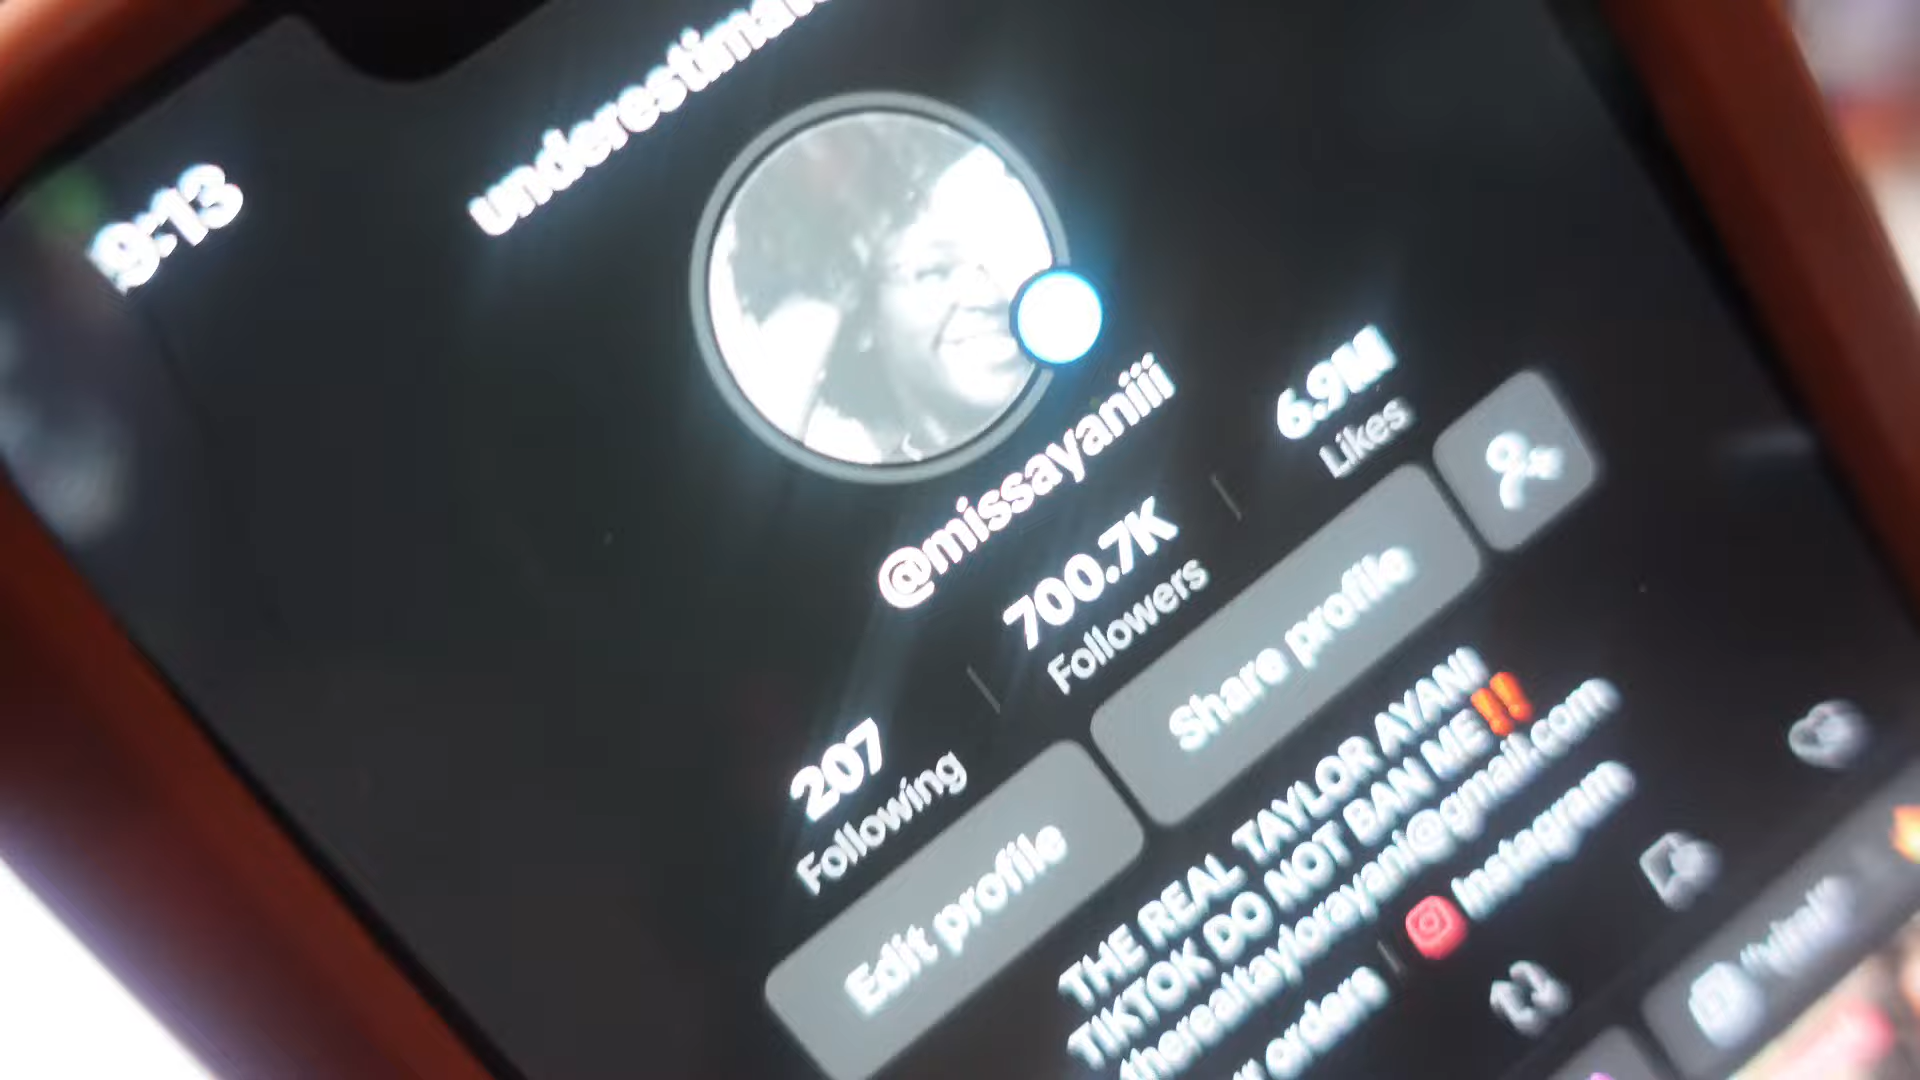 9:13
@missayaniii
207
Following
700.7K
Followers
6.9M
Likes
Edit profile
Share profile
THE REAL TAYLOR AYANI
TIKTOK DO NOT BAN ME‼️
therealtaylorayani@gmail.com
orders
Instagram
"viral"